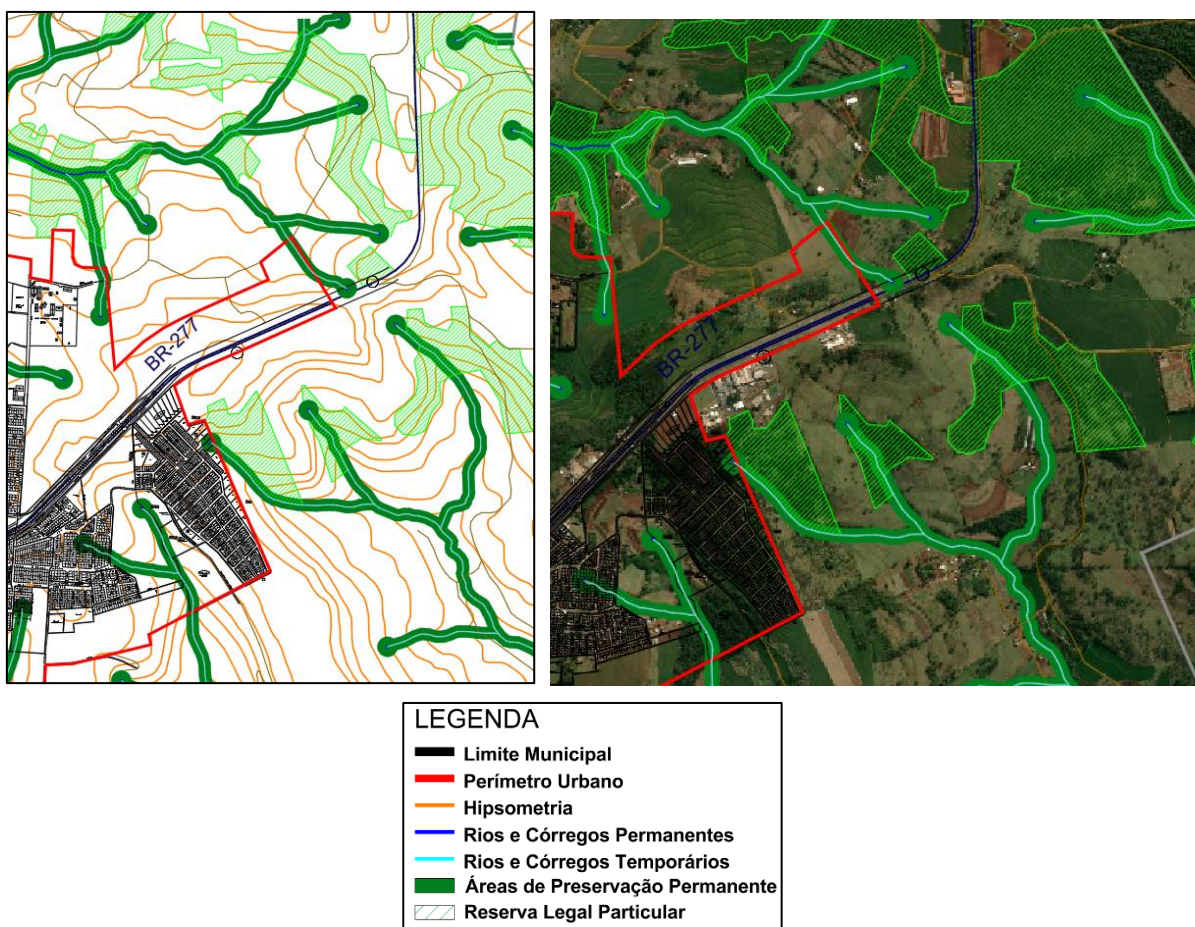 BR-277
BR-277
LEGENDA
Limite Municipal
Perímetro Urbano
Hipsometria
Rios e Córregos Permanentes
Rios e Córregos Temporários
Áreas de Preservação Permanente
Reserva Legal Particular